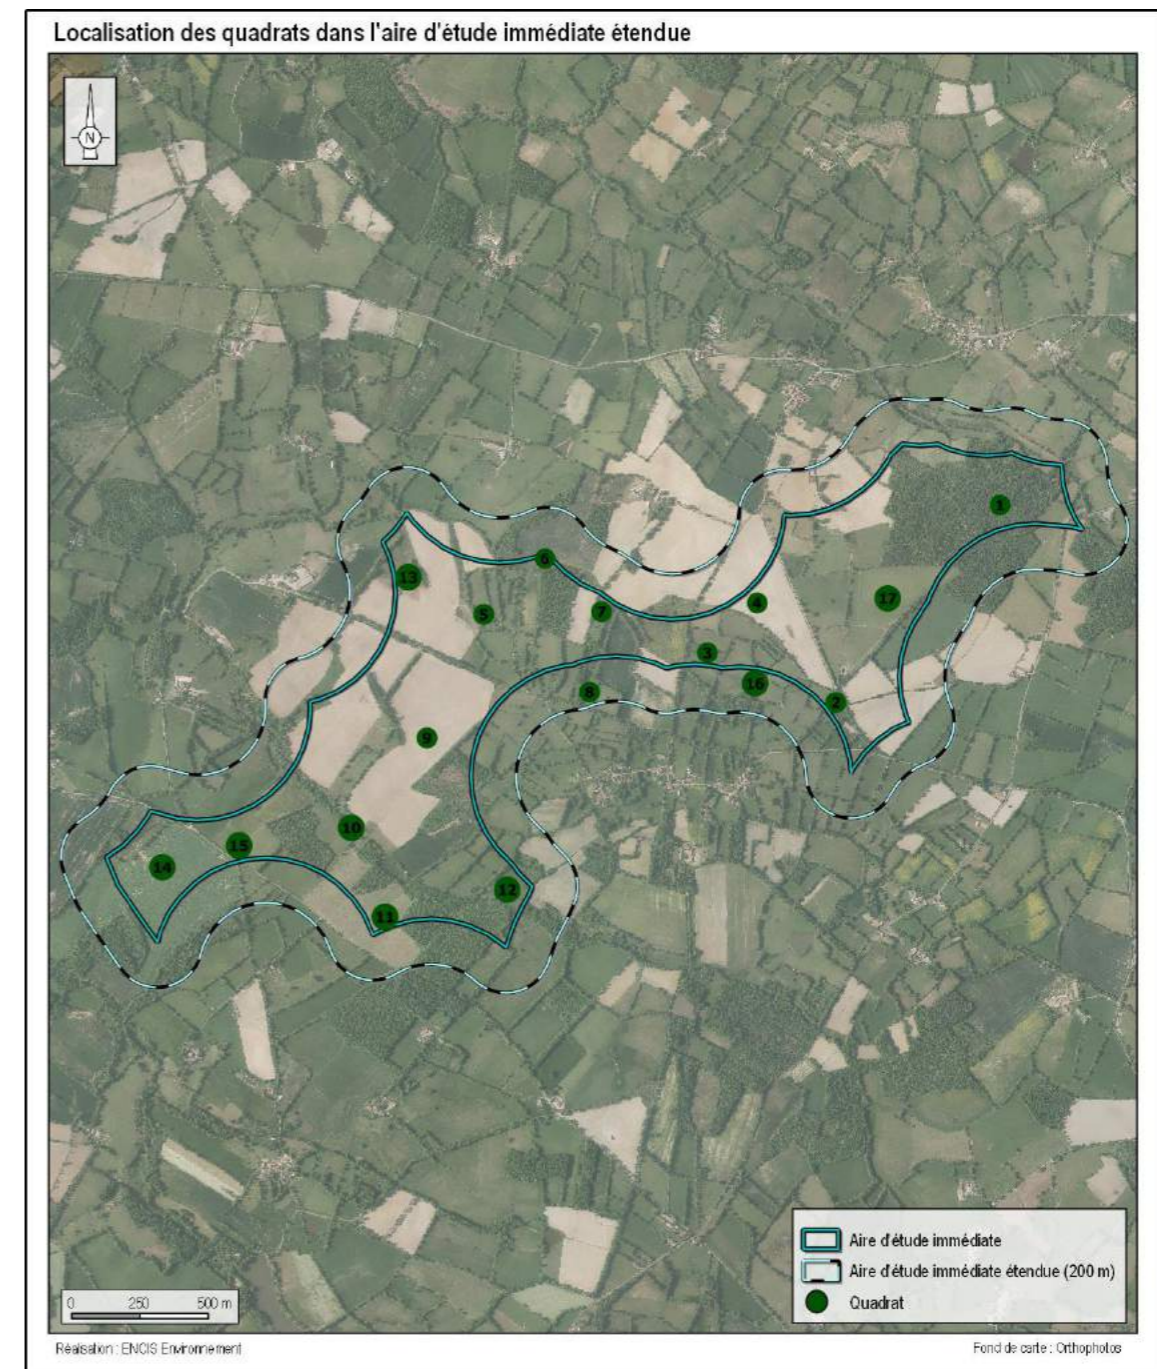 Localisation des quadrats dans l'aire d'étude immédiate étendue
N
1
6
13
17
5
7
4
3
16
8
2
9
10
15
14
12
11
Aire d'étude immédiate
Aire d'étude immédiate étendue (200 m)
Quadrat
0 250 500 m
Réalisation : ENCIS Environnement
Fond de carte : Orthophotos